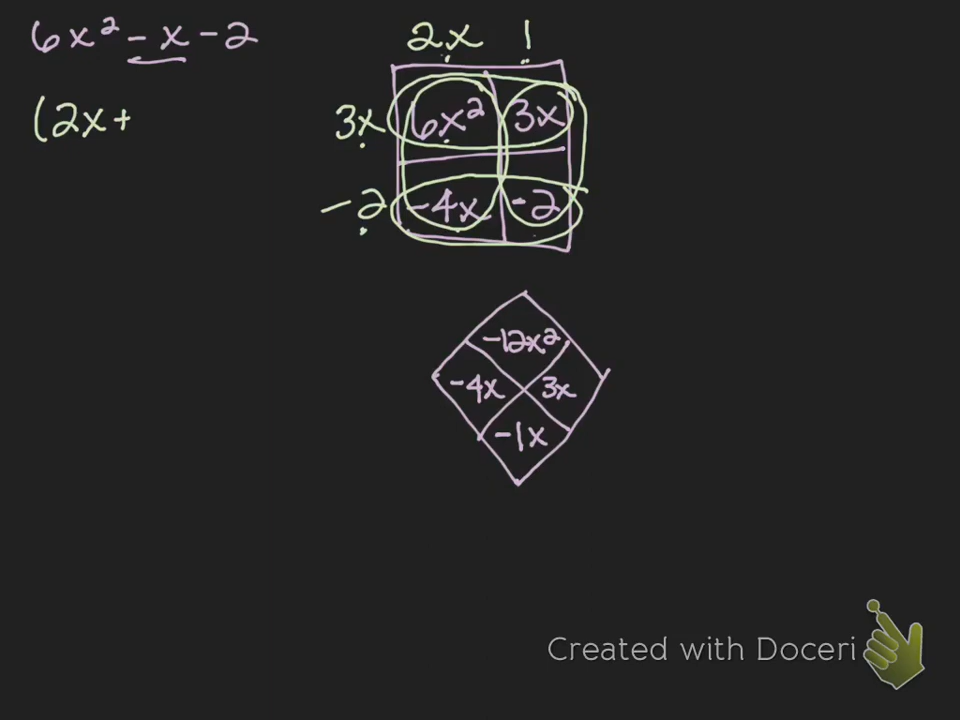 6x² - x - 2
2x 1
(2x +
3x 6x² 3x
-2 -4x -2
-12x²
-4x 3x
-1x
Created with Doceri